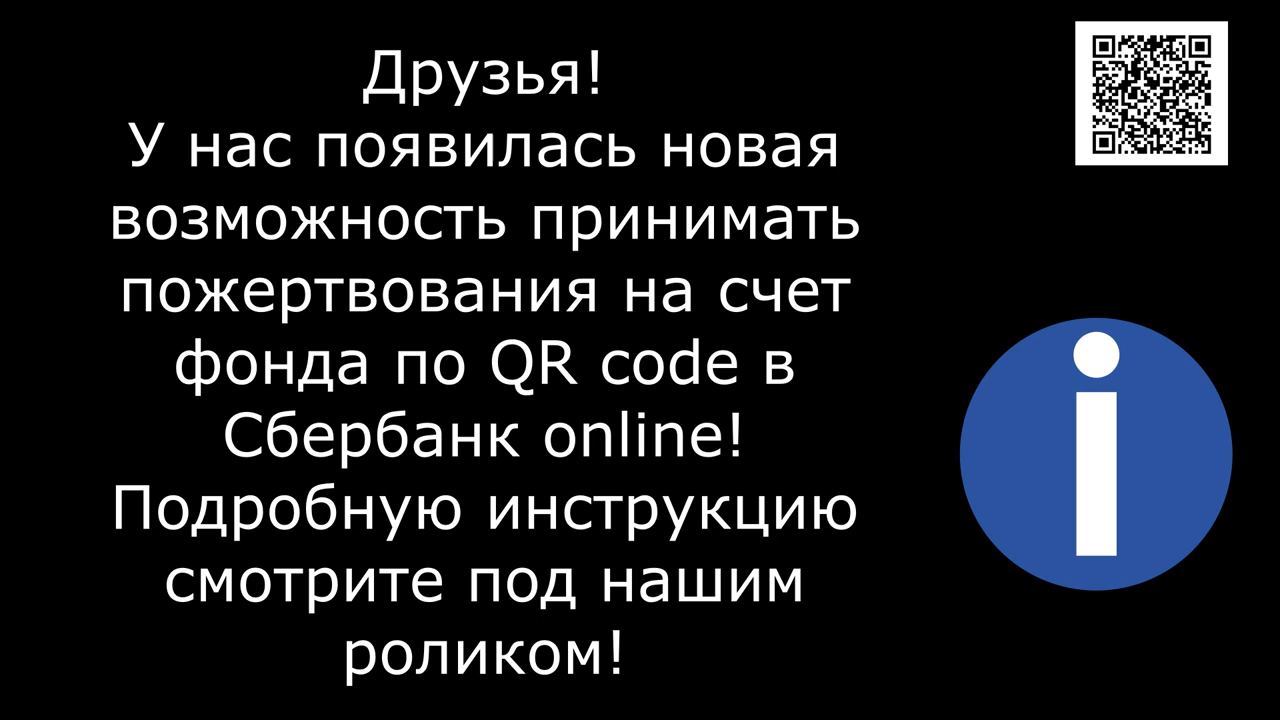 Друзья!
У нас появилась новая
возможность принимать
пожертвования на счет
фонда по QR code в
Сбербанк online!
Подробную инструкцию
смотрите под нашим
роликом!
i